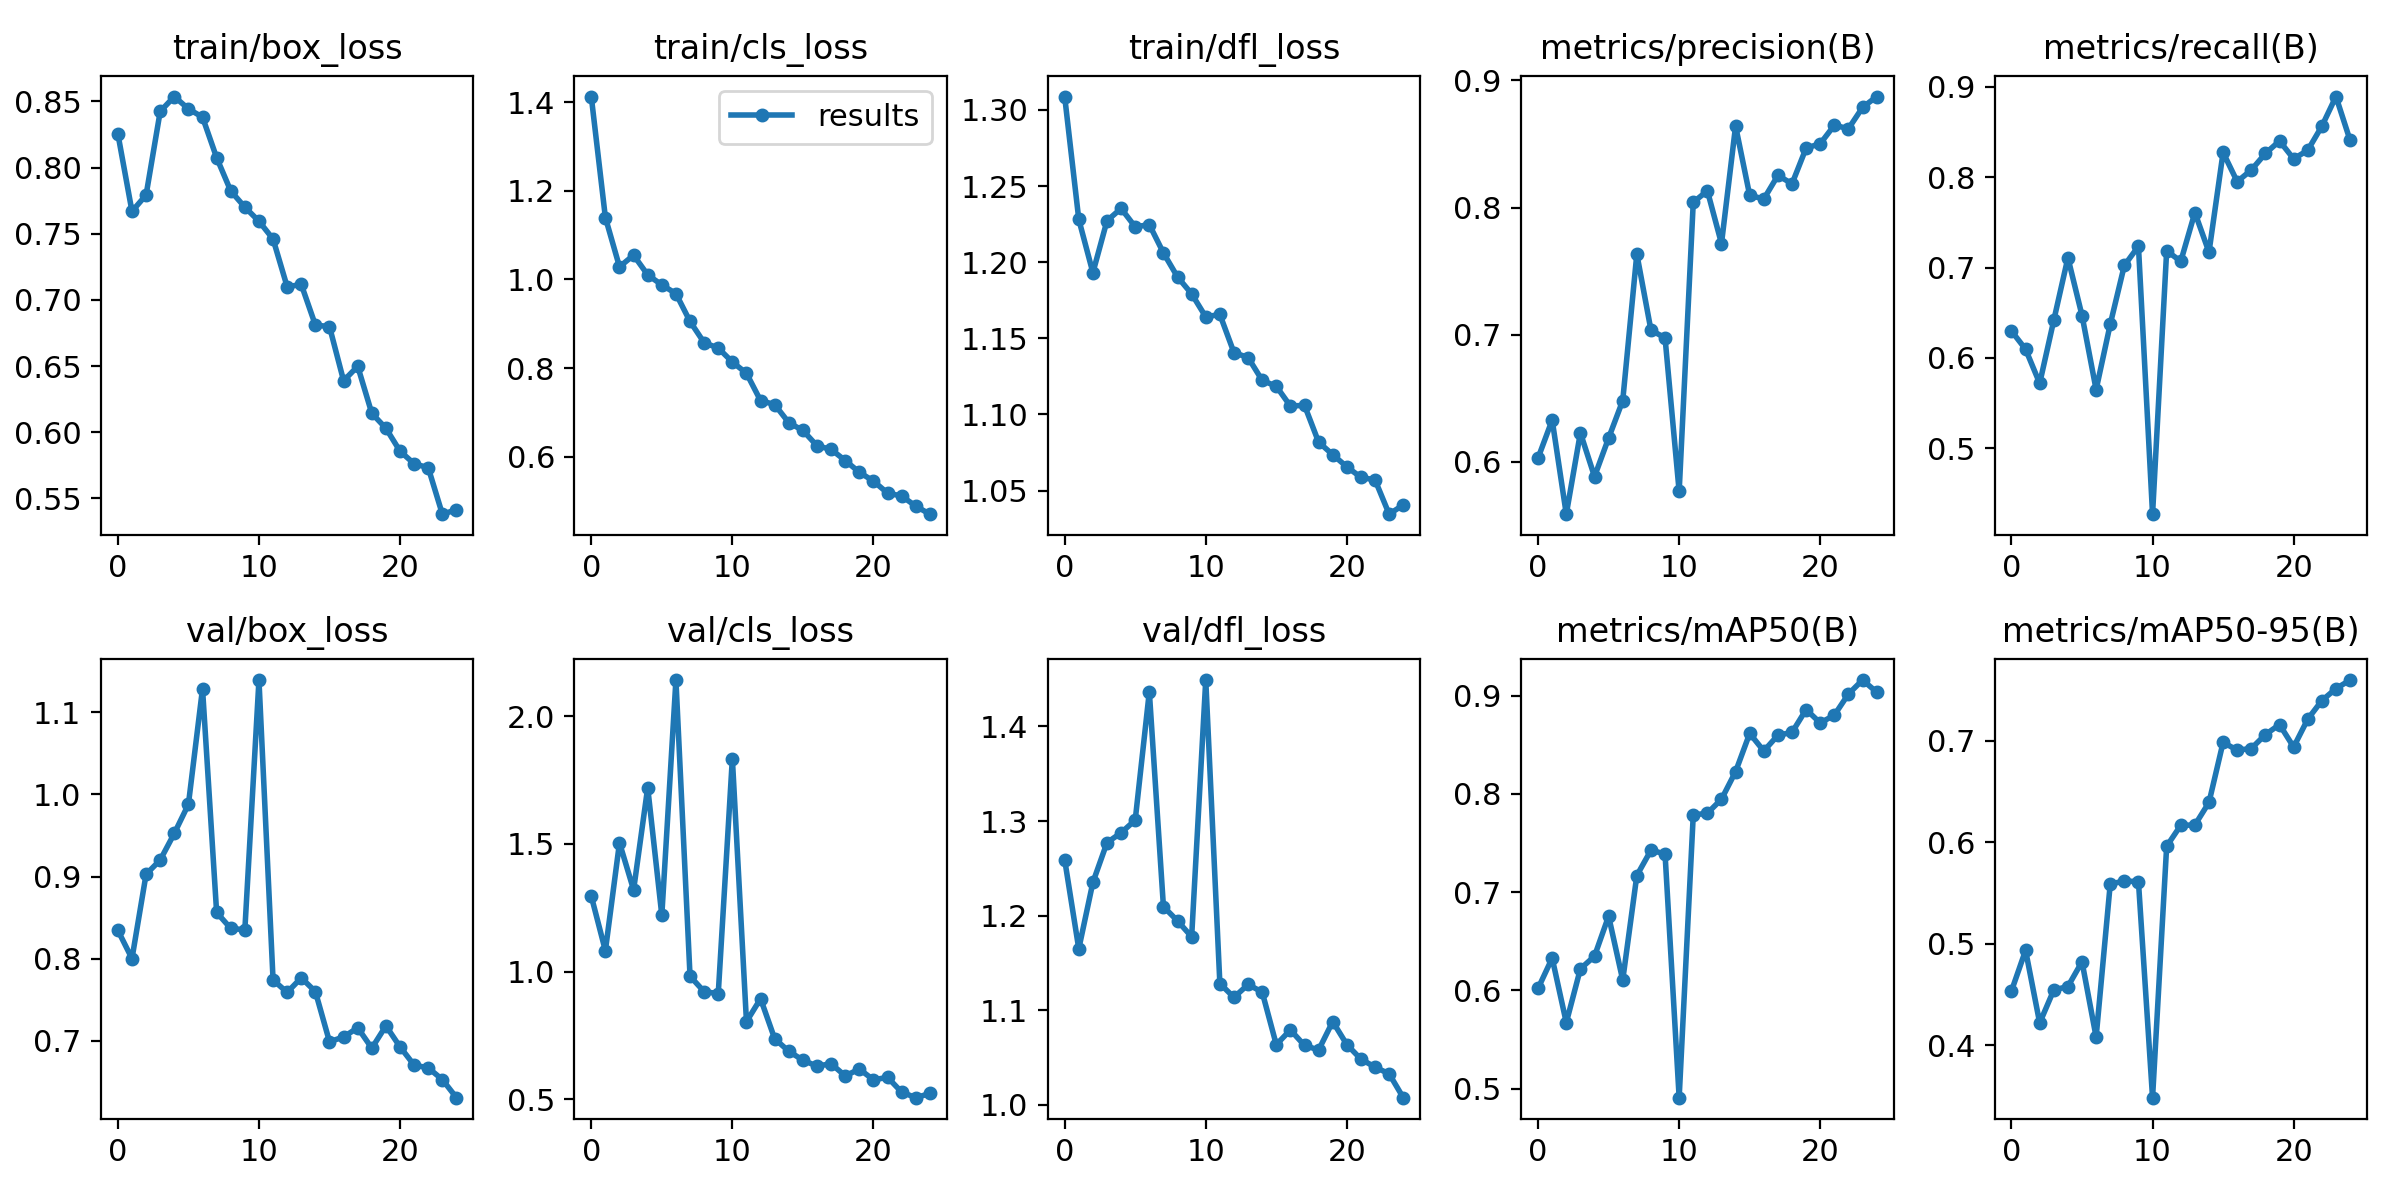 train/box_loss
0.85
0.80
0.75
0.70
0.65
0.60
0.55
0 10 20
train/cls_loss
results
1.4
1.2
1.0
0.8
0.6
0 10 20
train/dfl_loss
1.30
1.25
1.20
1.15
1.10
1.05
0 10 20
metrics/precision(B)
0.9
0.8
0.7
0.6
0 10 20
metrics/recall(B)
0.9
0.8
0.7
0.6
0.5
0 10 20
val/box_loss
1.1
1.0
0.9
0.8
0.7
0 10 20
val/cls_loss
2.0
1.5
1.0
0.5
0 10 20
val/dfl_loss
1.4
1.3
1.2
1.1
1.0
0 10 20
metrics/mAP50(B)
0.9
0.8
0.7
0.6
0.5
0 10 20
metrics/mAP50-95(B)
0.7
0.6
0.5
0.4
0 10 20